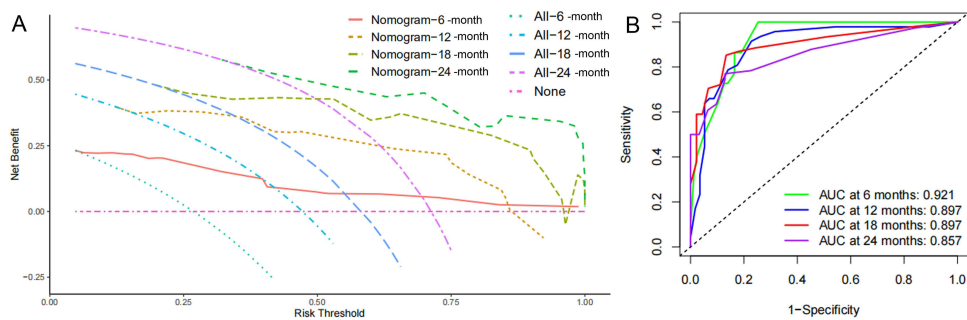 A
Nomogram−6 -month
Nomogram−12 -month
Nomogram−18 -month
Nomogram−24 -month
All−6 -month
All−12 -month
All−18 -month
All−24 -month
None
Net Benefit
0.50
0.25
0.00
−0.25
0.00
0.25
0.50
0.75
1.00
Risk Threshold
B
Sensitivity
1.0
0.8
0.6
0.4
0.2
0.0
AUC at 6 months: 0.921
AUC at 12 months: 0.897
AUC at 18 months: 0.897
AUC at 24 months: 0.857
0.0
0.2
0.4
0.6
0.8
1.0
1−Specificity